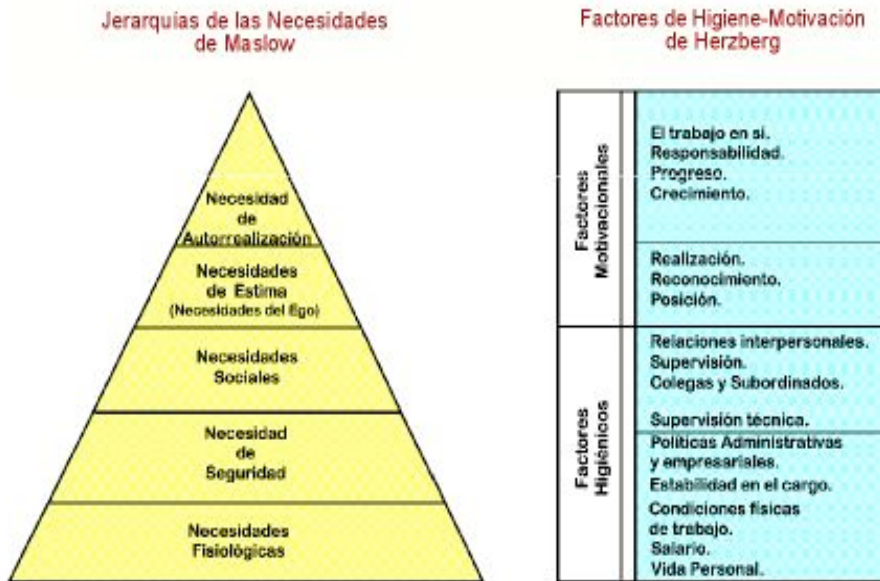 Jerarquías de las Necesidades
de Maslow
Necesidad
de
Autorrealización
Necesidades
de Estima
(Necesidades del Ego)
Necesidades
Sociales
Necesidad
de
Seguridad
Necesidades
Fisiológicas
Factores de Higiene-Motivación
de Herzberg
Factores
Motivacionales
El trabajo en si.
Responsabilidad.
Progreso.
Crecimiento.
Realización.
Reconocimiento.
Posición.
Factores
Higiénicos
Relaciones interpersonales.
Supervisión.
Colegas y Subordinados.
Supervisión técnica.
Políticas Administrativas
y empresariales.
Estabilidad en el cargo.
Condiciones físicas
de trabajo.
Salario.
Vida Personal.